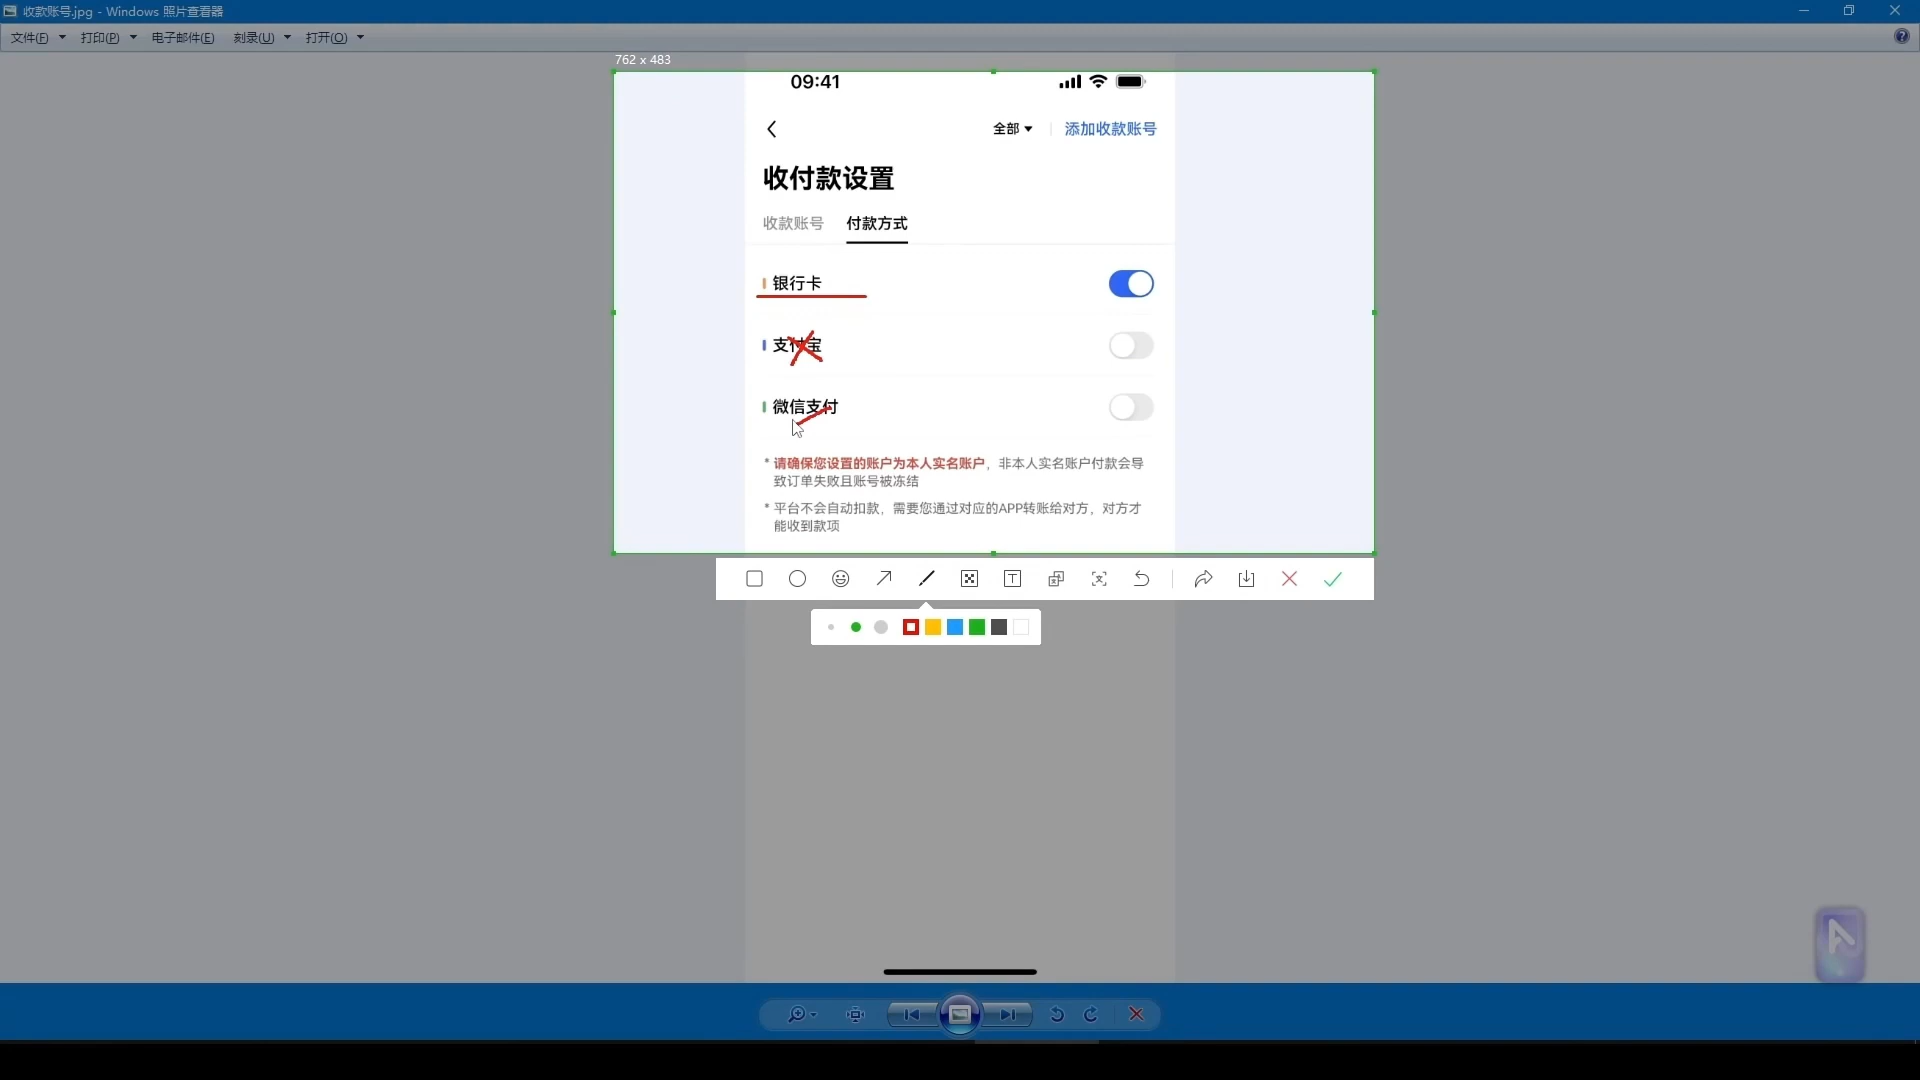 收款账号.jpg - Windows 照片查看器
文件(F) 打印(P) 电子邮件(E) 刻录(U) 打开(O)
762 x 483
09:41
全部 添加收款账号
收付款设置
收款账号 付款方式
银行卡
支付宝
微信支付
* 请确保您设置的账户为本人实名账户，非本人实名账户付款会导
致订单失败且账号被冻结
* 平台不会自动扣款，需要您通过对应的APP转账给对方，对方才
能收到款项